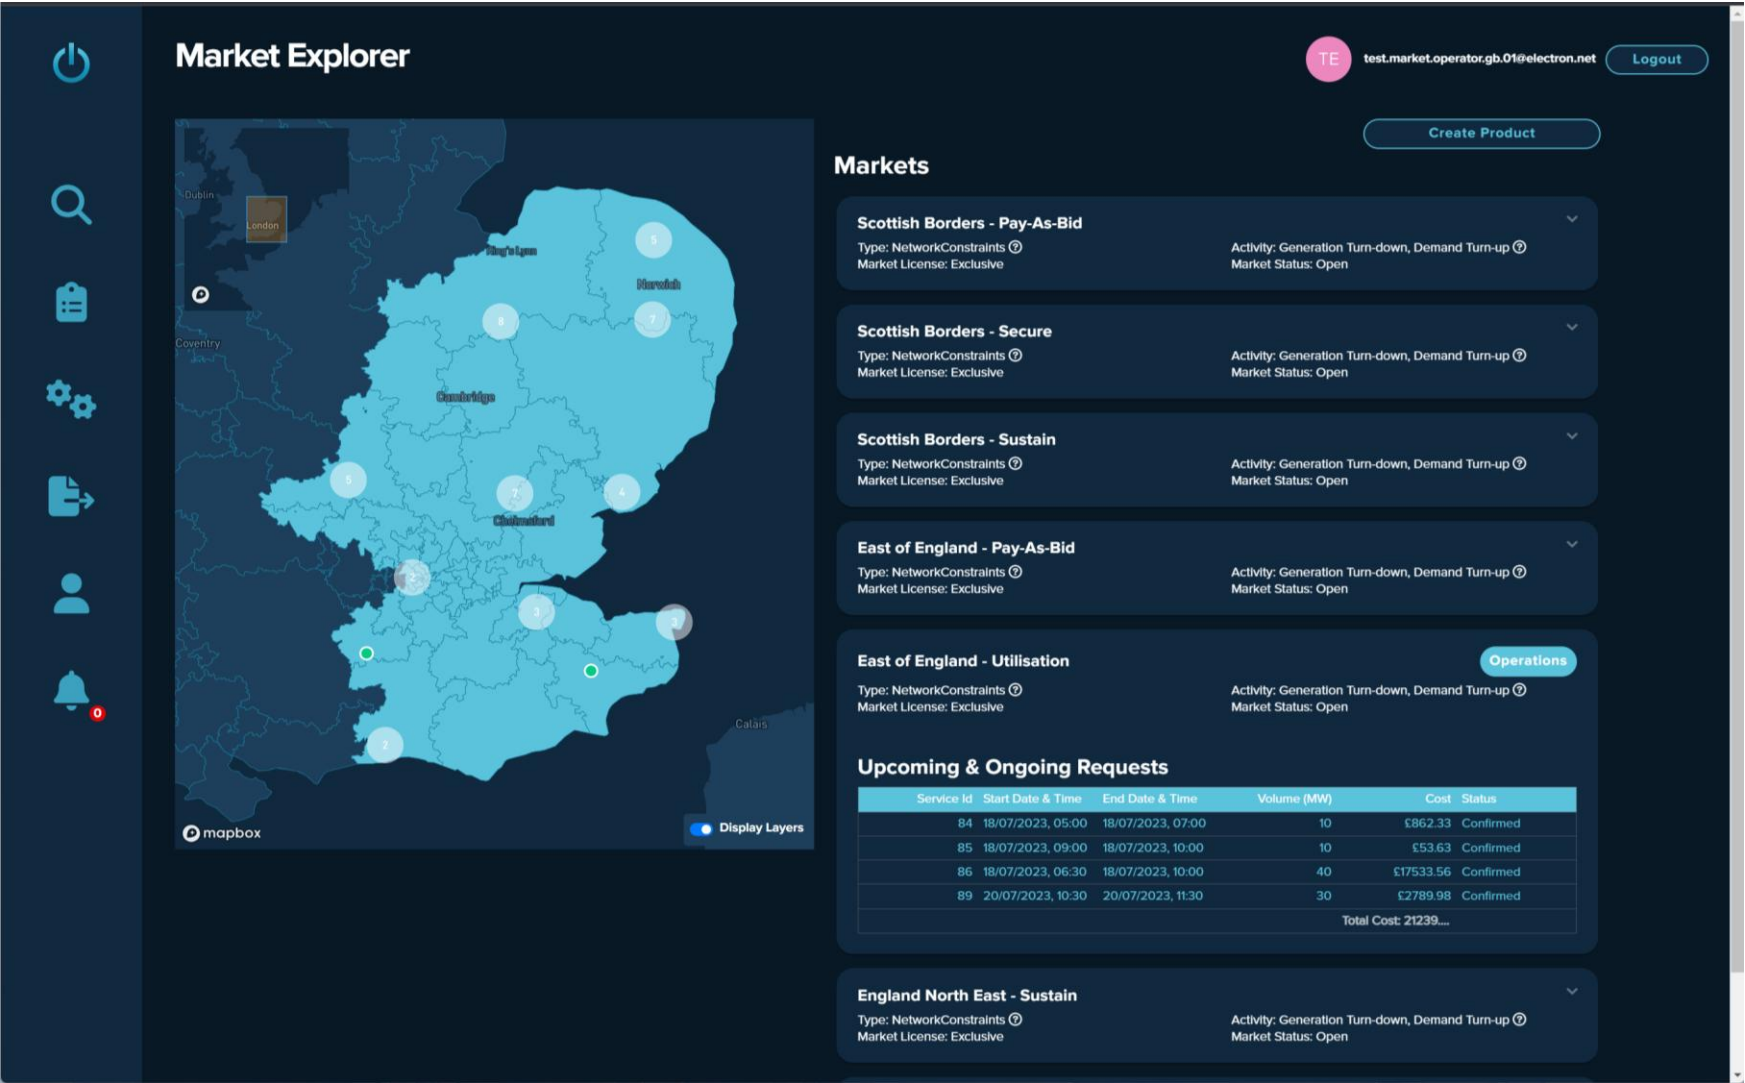 Market Explorer
TE
test.market.operator.gb.01@electron.net
Logout
Create Product
Dublin
London
Coventry
King's Lynn
Norwich
Cambridge
Chelmsford
Calais
5
8
7
5
7
4
2
3
3
2
mapbox
Display Layers
0
Markets
Scottish Borders - Pay-As-Bid
Type: NetworkConstraints ? Activity: Generation Turn-down, Demand Turn-up ?
Market License: Exclusive Market Status: Open
Scottish Borders - Secure
Type: NetworkConstraints ? Activity: Generation Turn-down, Demand Turn-up ?
Market License: Exclusive Market Status: Open
Scottish Borders - Sustain
Type: NetworkConstraints ? Activity: Generation Turn-down, Demand Turn-up ?
Market License: Exclusive Market Status: Open
East of England - Pay-As-Bid
Type: NetworkConstraints ? Activity: Generation Turn-down, Demand Turn-up ?
Market License: Exclusive Market Status: Open
East of England - Utilisation Operations
Type: NetworkConstraints ? Activity: Generation Turn-down, Demand Turn-up ?
Market License: Exclusive Market Status: Open
Upcoming & Ongoing Requests
Service Id Start Date & Time End Date & Time Volume (MW) Cost Status
84 18/07/2023, 05:00 18/07/2023, 07:00 10 £862.33 Confirmed
85 18/07/2023, 09:00 18/07/2023, 10:00 10 £53.63 Confirmed
86 18/07/2023, 06:30 18/07/2023, 10:00 40 £17533.56 Confirmed
89 20/07/2023, 10:30 20/07/2023, 11:30 30 £2789.98 Confirmed
Total Cost: 21239....
England North East - Sustain
Type: NetworkConstraints ? Activity: Generation Turn-down, Demand Turn-up ?
Market License: Exclusive Market Status: Open